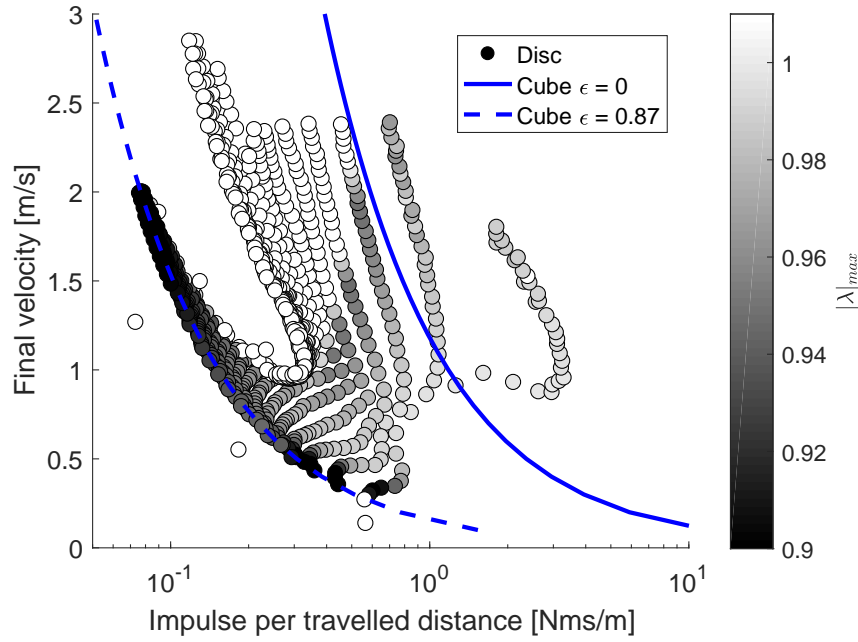 3
2.5
2
1.5
1
0.5
0
Final velocity [m/s]
10^{-1}
10^{0}
10^{1}
Impulse per travelled distance [Nms/m]
Disc
Cube ϵ = 0
Cube ϵ = 0.87
1
0.98
0.96
0.94
0.92
0.9
|λ|_{max}